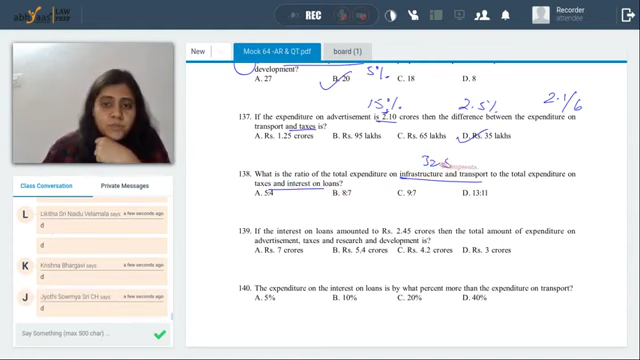 abhyaas LAW PREP
REC
Recorder
attendee
New
Mock 64 -AR & QT.pdf
board (1)
development?
5%
A. 27 B. 20 C. 18 D. 8
15% 2.5% 2.1/6
137. If the expenditure on advertisement is 2.10 crores then the difference between the expenditure on
transport and taxes is?
A. Rs. 1.25 crores B. Rs. 95 lakhs C. Rs. 65 lakhs D. Rs. 35 lakhs
32.5
138. What is the ratio of the total expenditure on infrastructure and transport to the total expenditure on
taxes and interest on loans?
A. 5:4 B. 8:7 C. 9:7 D. 13:11
139. If the interest on loans amounted to Rs. 2.45 crores then the total amount of expenditure on
advertisement, taxes and research and development is?
A. Rs. 7 crores B. Rs. 5.4 crores C. Rs. 4.2 crores D. Rs. 3 crores
140. The expenditure on the interest on loans is by what percent more than the expenditure on transport?
A. 5% B. 10% C. 20% D. 40%
L
Likitha Sri Naidu Velamala says
a few seconds ago
d
d
K
Krishna Bhargavi says
a few seconds ago
d
J
Jyothi Sowmya Sri CH says
a few seconds ago
d
Say Something (max 500 char)